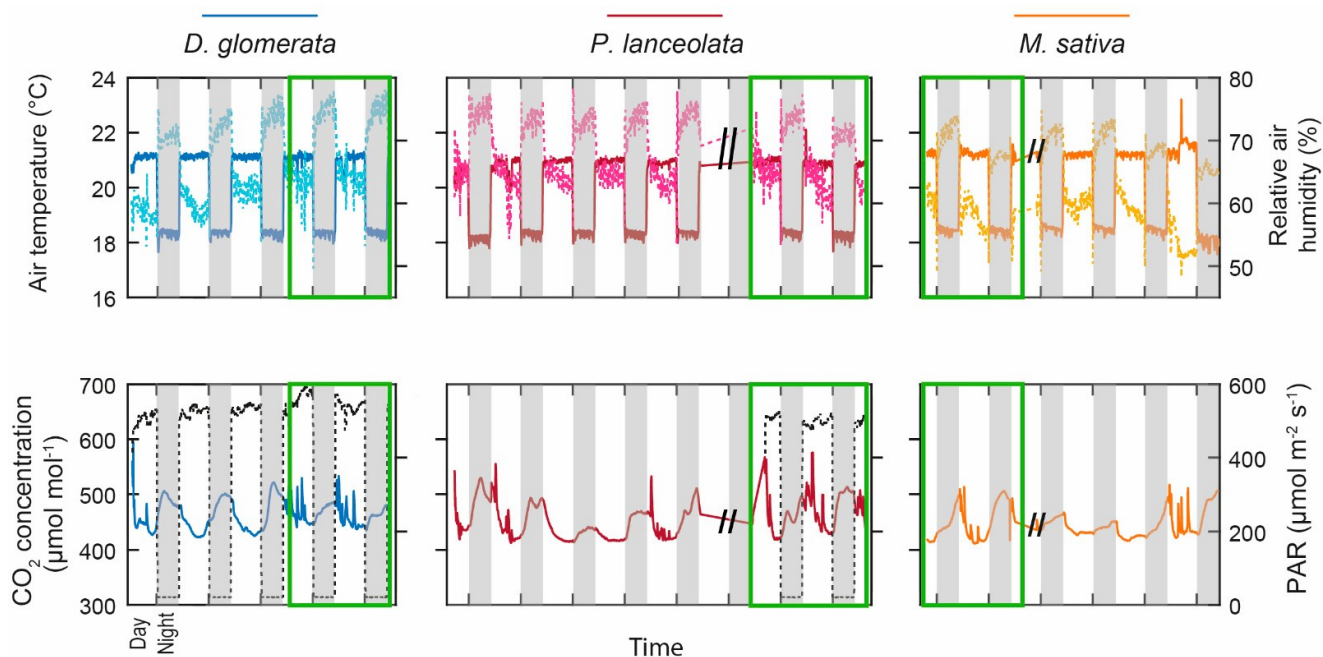 D. glomerata
P. lanceolata
M. sativa
Air temperature (°C)
24
22
20
18
16
80
70
60
50
Relative air
humidity (%)
CO₂ concentration
(µmol mol⁻¹)
700
600
500
400
300
600
400
200
0
PAR (µmol m⁻² s⁻¹)
Day
Night
Time